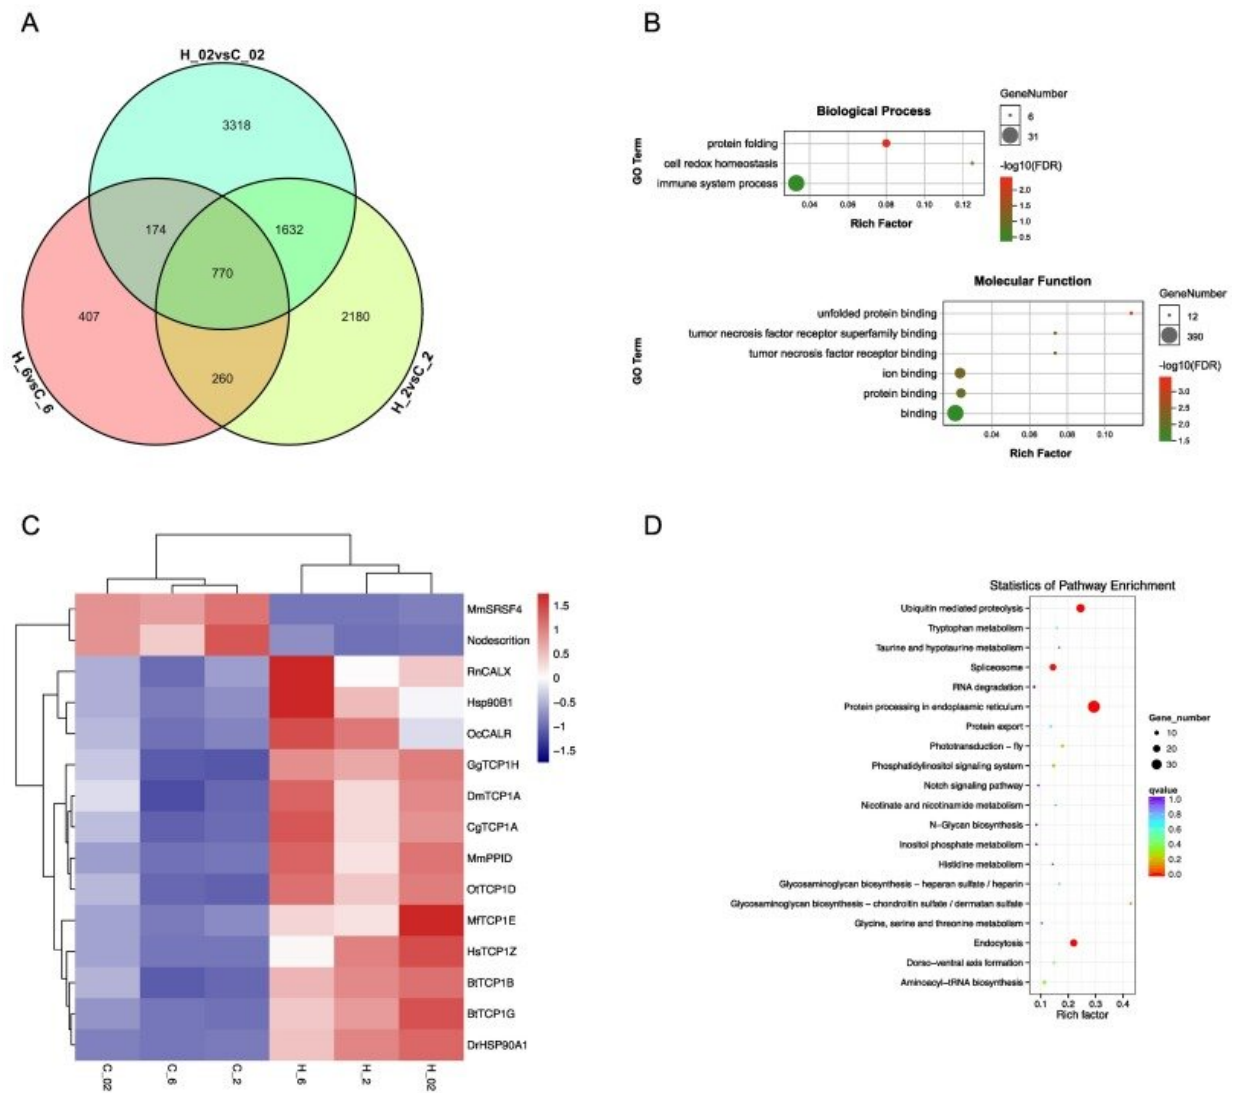 A
H_02vsC_02
3318
174
1632
770
407
2180
260
H_6vsC_6
H_2vsC_2
B
Biological Process
GO Term
protein folding
cell redox homeostasis
immune system process
0.04 0.06 0.08 0.10 0.12
Rich Factor
GeneNumber
6
31
-log10(FDR)
2.0
1.5
1.0
0.5
Molecular Function
GO Term
unfolded protein binding
tumor necrosis factor receptor superfamily binding
tumor necrosis factor receptor binding
ion binding
protein binding
binding
0.04 0.06 0.08 0.10
Rich Factor
GeneNumber
12
390
-log10(FDR)
3.0
2.5
2.0
1.5
C
MmSRSF4
Nodescrition
RnCALX
Hsp90B1
OcCALR
GgTCP1H
DmTCP1A
CgTCP1A
MmPPID
OtTCP1D
MfTCP1E
HsTCP1Z
BtTCP1B
BtTCP1G
DrHSP90A1
1.5
1
0.5
0
−0.5
−1
−1.5
C_02 C_6 C_2 H_6 H_2 H_02
D
Statistics of Pathway Enrichment
Ubiquitin mediated proteolysis
Tryptophan metabolism
Taurine and hypotaurine metabolism
Spliceosome
RNA degradation
Protein processing in endoplasmic reticulum
Protein export
Phototransduction − fly
Phosphatidylinositol signaling system
Notch signaling pathway
Nicotinate and nicotinamide metabolism
N−Glycan biosynthesis
Inositol phosphate metabolism
Histidine metabolism
Glycosaminoglycan biosynthesis − heparan sulfate / heparin
Glycosaminoglycan biosynthesis − chondroitin sulfate / dermatan sulfate
Glycine, serine and threonine metabolism
Endocytosis
Dorso−ventral axis formation
Aminoacyl−tRNA biosynthesis
0.1 0.2 0.3 0.4
Rich factor
Gene_number
10
20
30
qvalue
1.0
0.8
0.6
0.4
0.2
0.0